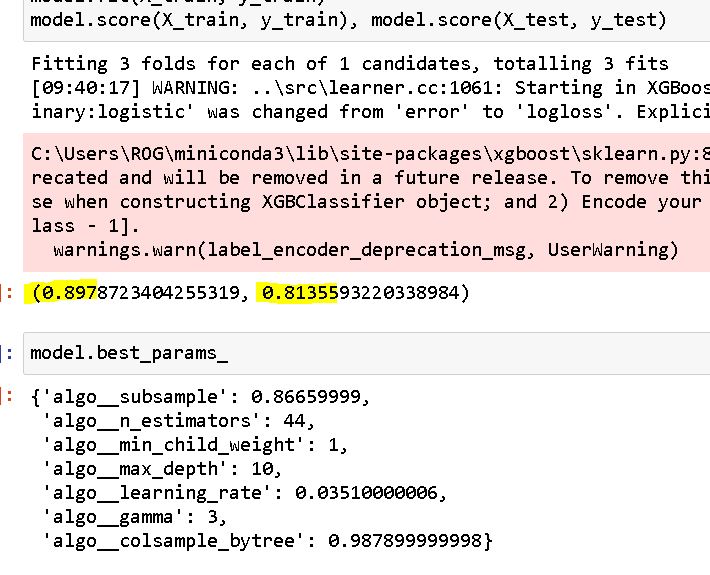 model.fit(X_train, y_train)
model.score(X_train, y_train), model.score(X_test, y_test)
Fitting 3 folds for each of 1 candidates, totalling 3 fits
[09:40:17] WARNING: ..\src\learner.cc:1061: Starting in XGBoos
inary:logistic' was changed from 'error' to 'logloss'. Explici
C:\Users\ROG\miniconda3\lib\site-packages\xgboost\sklearn.py:8
recated and will be removed in a future release. To remove thi
se when constructing XGBClassifier object; and 2) Encode your
lass - 1].
warnings.warn(label_encoder_deprecation_msg, UserWarning)
]: (0.8978723404255319, 0.8135593220338984)
]: model.best_params_
]: {'algo__subsample': 0.86659999,
'algo__n_estimators': 44,
'algo__min_child_weight': 1,
'algo__max_depth': 10,
'algo__learning_rate': 0.03510000006,
'algo__gamma': 3,
'algo__colsample_bytree': 0.987899999998}